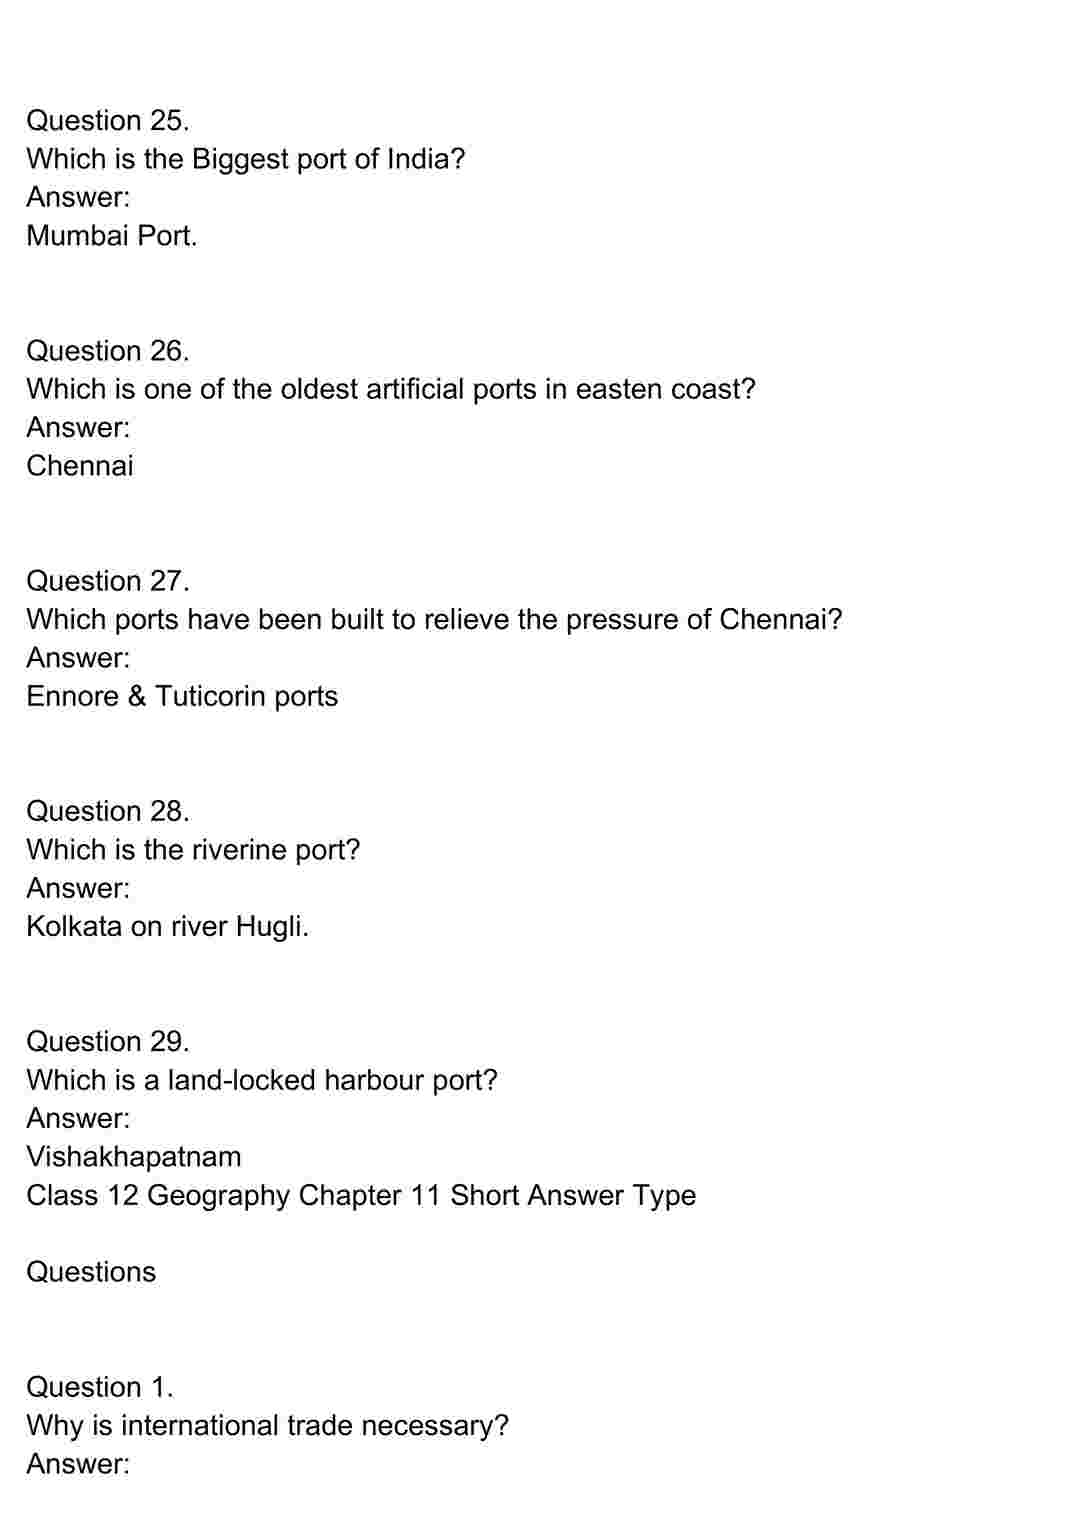 Question 25.
Which is the Biggest port of India?
Answer:
Mumbai Port.
Question 26.
Which is one of the oldest artificial ports in easten coast?
Answer:
Chennai
Question 27.
Which ports have been built to relieve the pressure of Chennai?
Answer:
Ennore & Tuticorin ports
Question 28.
Which is the riverine port?
Answer:
Kolkata on river Hugli.
Question 29.
Which is a land-locked harbour port?
Answer:
Vishakhapatnam
Class 12 Geography Chapter 11 Short Answer Type
Questions
Question 1.
Why is international trade necessary?
Answer: